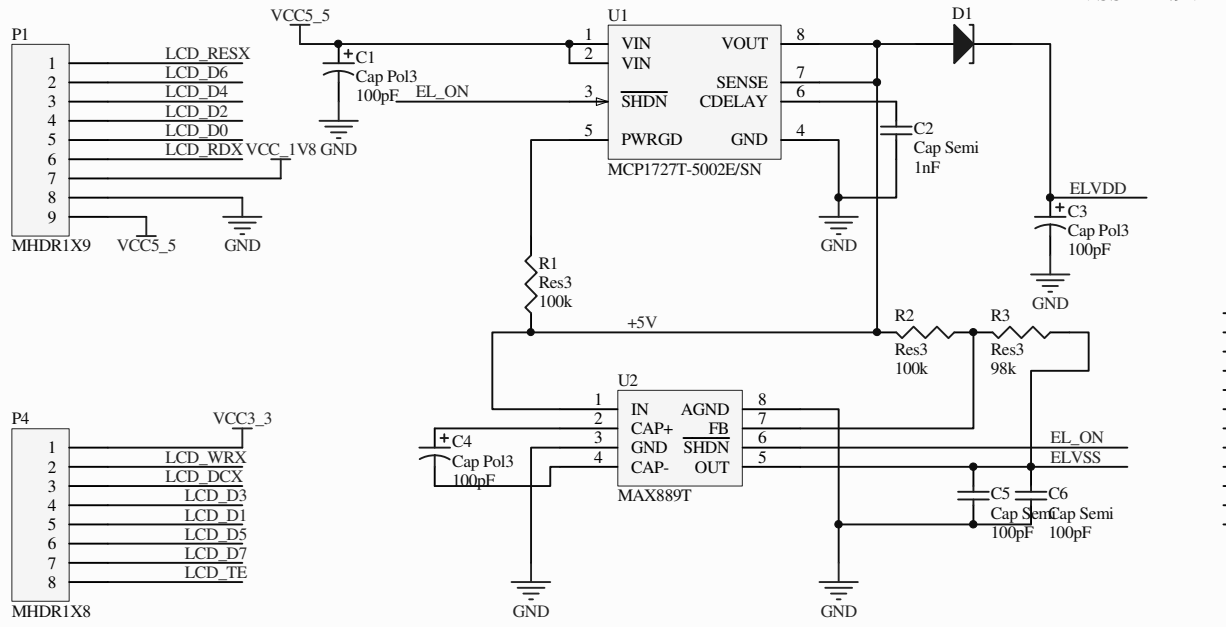 P1
1 LCD_RESX
2 LCD_D6
3 LCD_D4
4 LCD_D2
5 LCD_D0
6 LCD_RDX
7 VCC_1V8
8
9
GND
VCC5_5
MHDR1X9
VCC5_5
C1
Cap Pol3
100pF
GND
EL_ON
U1
1 VIN
2 VIN
3 SHDN
5 PWRGD
VOUT 8
SENSE 7
CDELAY 6
GND 4
MCP1727T-5002E/SN
C2
Cap Semi
1nF
GND
D1
ELVDD
C3
Cap Pol3
100pF
GND
R1
Res3
100k
+5V
R2
Res3
100k
R3
Res3
98k
P4
1 VCC3_3
2 LCD_WRX
3 LCD_DCX
4 LCD_D3
5 LCD_D1
6 LCD_D5
7 LCD_D7
8 LCD_TE
MHDR1X8
U2
1 IN
2 CAP+
3 GND
4 CAP-
AGND 8
FB 7
SHDN 6
OUT 5
MAX889T
C4
Cap Pol3
100pF
EL_ON
ELVSS
C5
Cap Semi
100pF
C6
Cap Semi
100pF
GND
GND